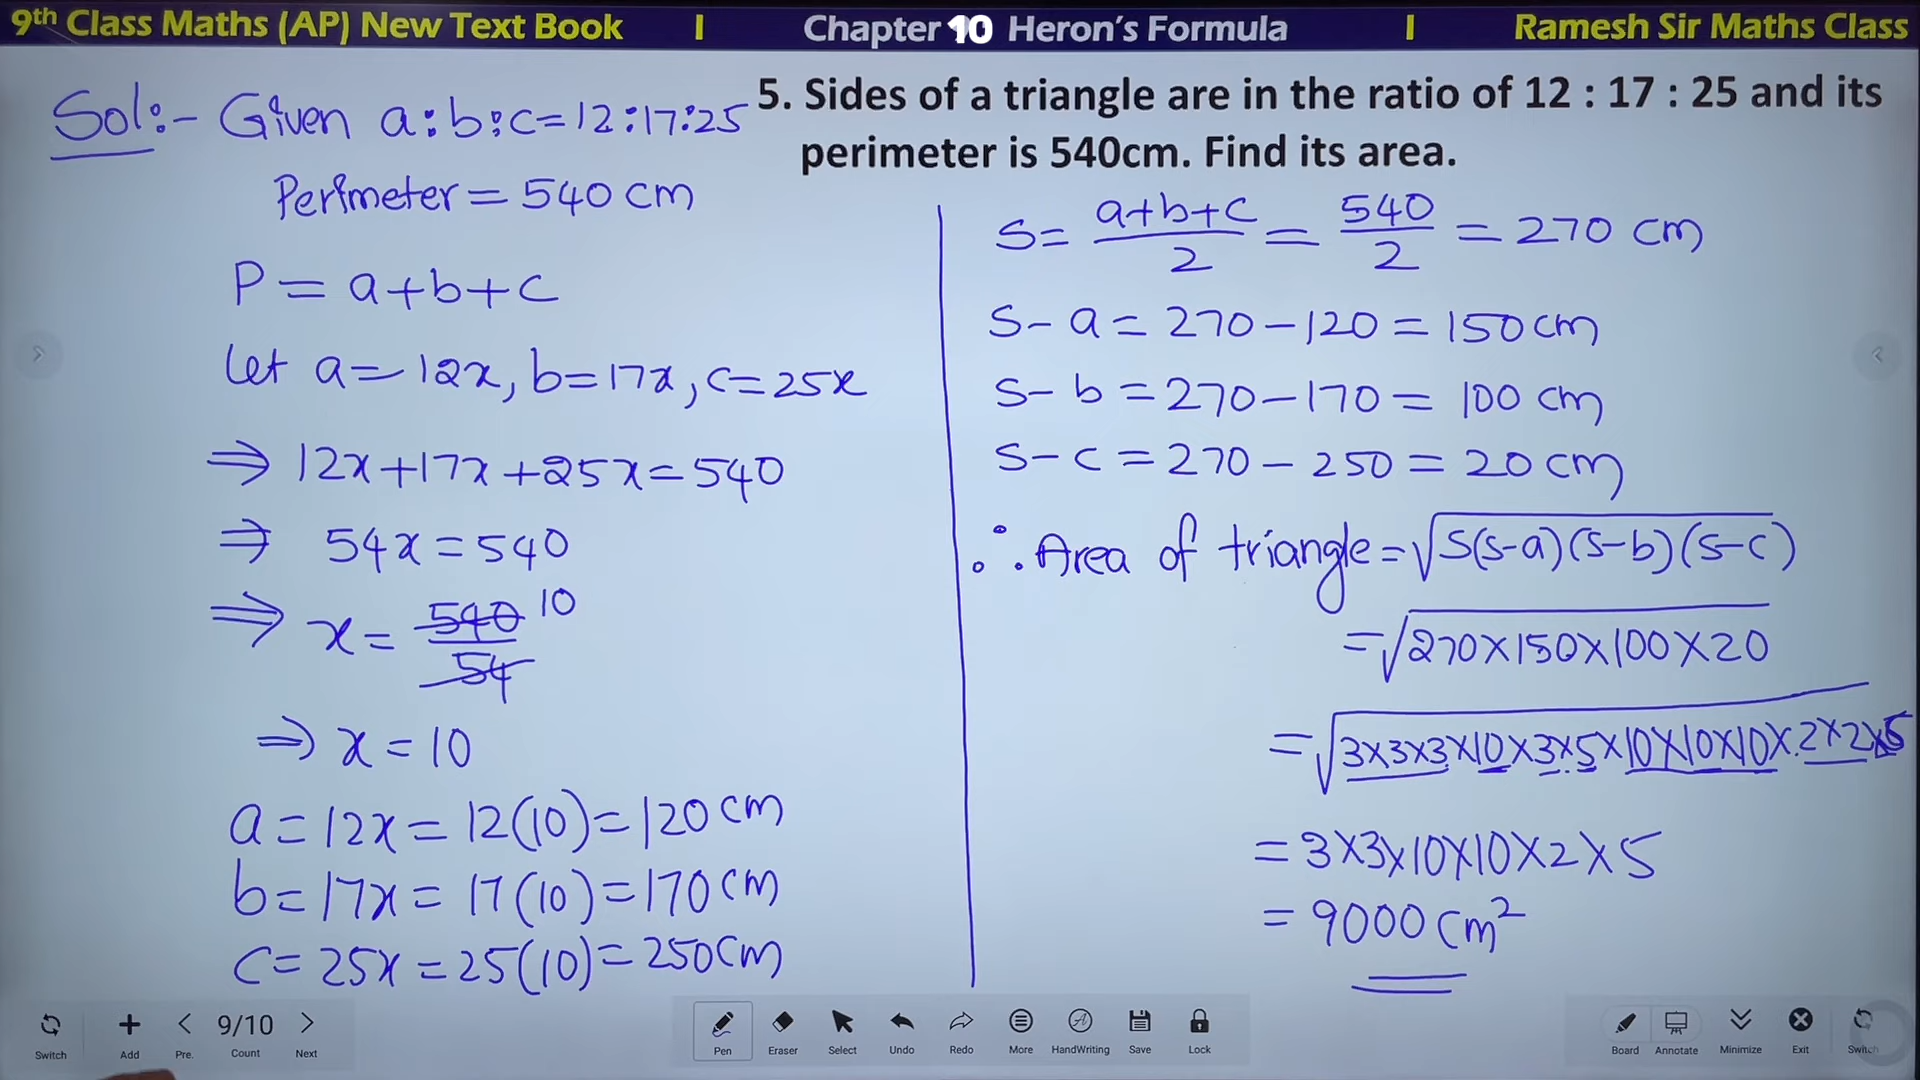 9th Class Maths (AP) New Text Book | Chapter 10 Heron's Formula | Ramesh Sir Maths Class
5. Sides of a triangle are in the ratio of 12 : 17 : 25 and its
perimeter is 540cm. Find its area.
Sol:- Given a:b:c=12:17:25
Perimeter = 540 cm
P = a+b+c
let a=12x, b=17x, c=25x
⇒ 12x+17x+25x=540
⇒ 54x=540
⇒ x = 540/54 10
⇒ x = 10
a = 12x = 12(10) = 120 cm
b = 17x = 17(10) = 170 cm
c = 25x = 25(10) = 250 cm
S = a+b+c/2 = 540/2 = 270 cm
S - a = 270 - 120 = 150 cm
S - b = 270 - 170 = 100 cm
S - c = 270 - 250 = 20 cm
∴ Area of triangle = √S(s-a)(s-b)(s-c)
= √270×150×100×20
= √3×3×3×10×3×5×10×10×10×2×2×5
= 3×3×10×10×2×5
= 9000 cm²
Switch
Add
Pre.
9/10
Count
Next
Pen
Eraser
Select
Undo
Redo
More
HandWriting
Save
Lock
Board
Annotate
Minimize
Exit
Switch